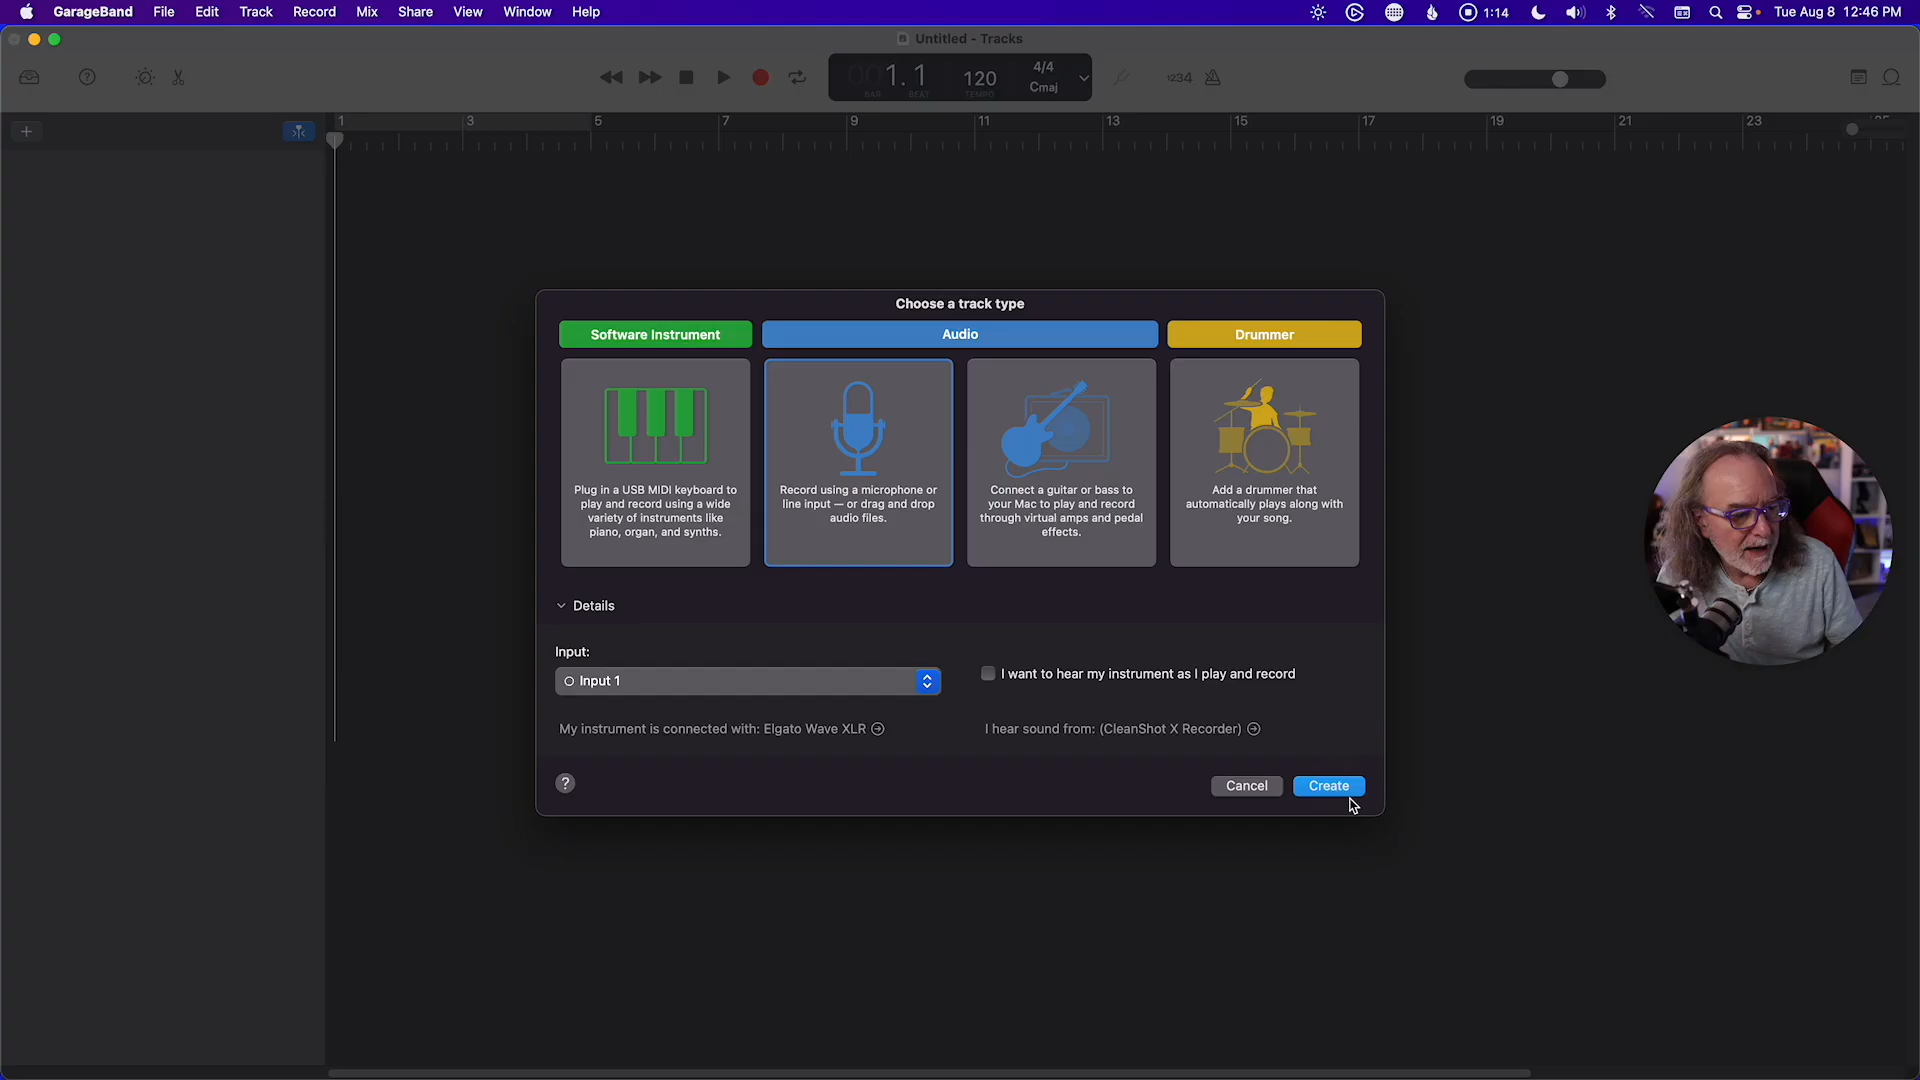 GarageBand File Edit Track Record Mix Share View Window Help
1:14 Tue Aug 8 12:46 PM
Untitled - Tracks
001. 1 120 4/4 Cmaj
BAR BEAT TEMPO
1234
1 3 5 7 9 11 13 15 17 19 21 23
Choose a track type
Software Instrument Audio Drummer
Plug in a USB MIDI keyboard to
play and record using a wide
variety of instruments like
piano, organ, and synths.
Record using a microphone or
line input — or drag and drop
audio files.
Connect a guitar or bass to
your Mac to play and record
through virtual amps and pedal
effects.
Add a drummer that
automatically plays along with
your song.
Details
Input:
Input 1
I want to hear my instrument as I play and record
My instrument is connected with: Elgato Wave XLR
I hear sound from: (CleanShot X Recorder)
?
Cancel Create